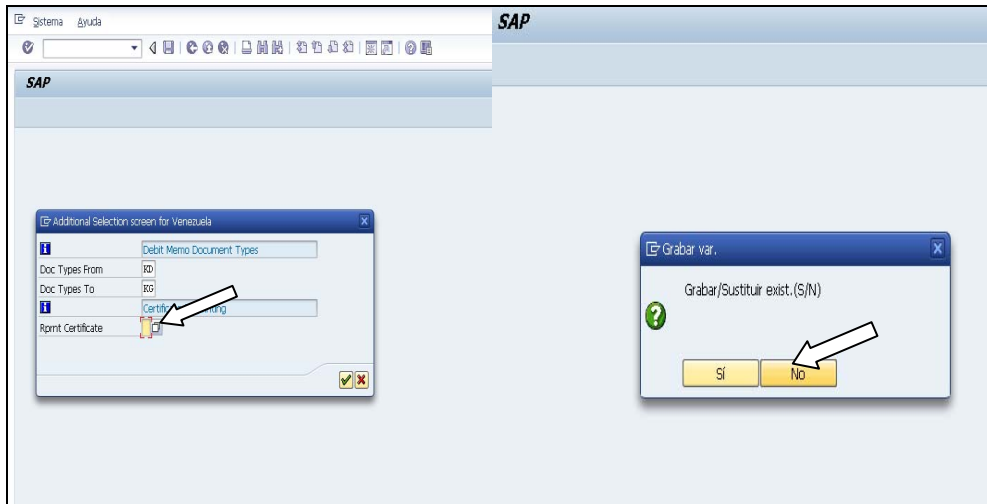 Sistema Ayuda
SAP
Additional Selection screen for Venezuela
Debit Memo Document Types
Doc Types From KD
Doc Types To KG
Rprnt Certificate
SAP
Grabar var.
Grabar/Sustituir exist.(S/N)
Sí No